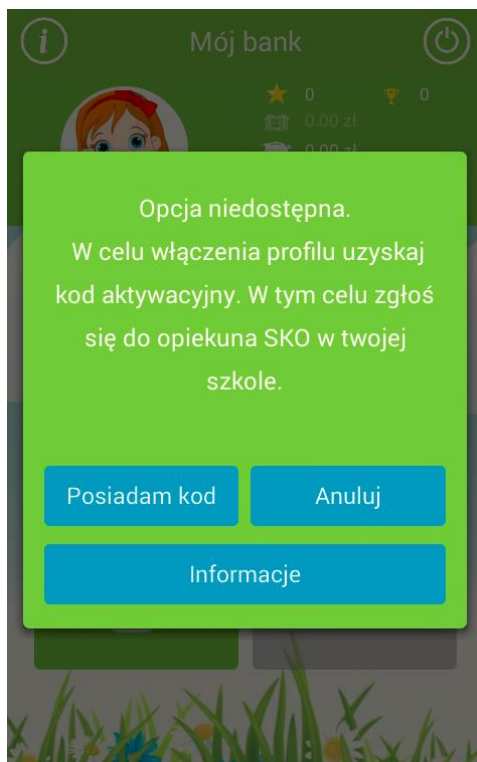 i
Mój bank
0 0
0.00 zł
0.00 zł
Opcja niedostępna.
W celu włączenia profilu uzyskaj
kod aktywacyjny. W tym celu zgłoś
się do opiekuna SKO w twojej
szkole.
Posiadam kod Anuluj
Informacje